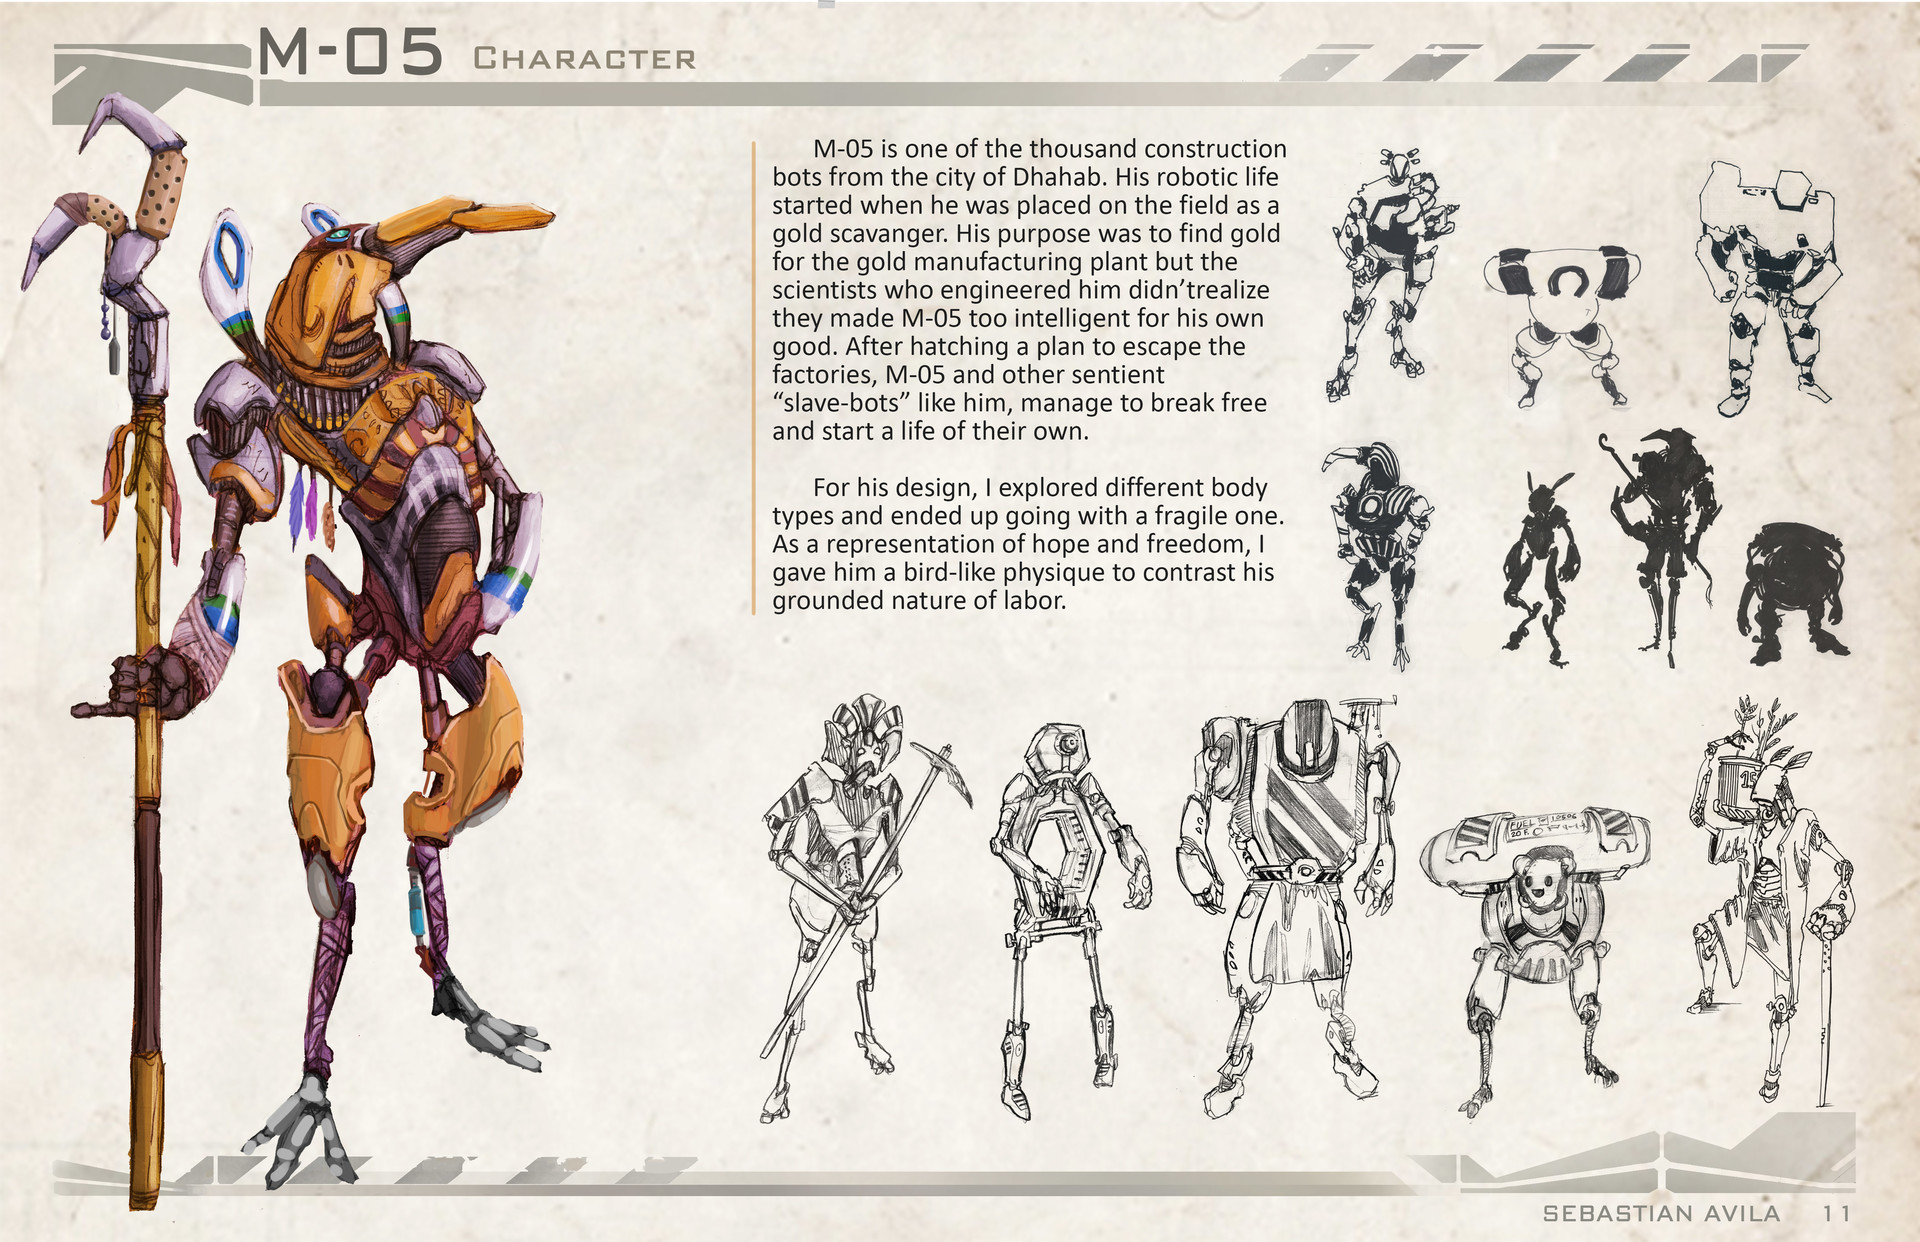 M-05 Character
M-05 is one of the thousand construction
bots from the city of Dhahab. His robotic life
started when he was placed on the field as a
gold scavanger. His purpose was to find gold
for the gold manufacturing plant but the
scientists who engineered him didn'trealize
they made M-05 too intelligent for his own
good. After hatching a plan to escape the
factories, M-05 and other sentient
“slave-bots” like him, manage to break free
and start a life of their own.
For his design, I explored different body
types and ended up going with a fragile one.
As a representation of hope and freedom, I
gave him a bird-like physique to contrast his
grounded nature of labor.
FUEL
15
SEBASTIAN AVILA 11